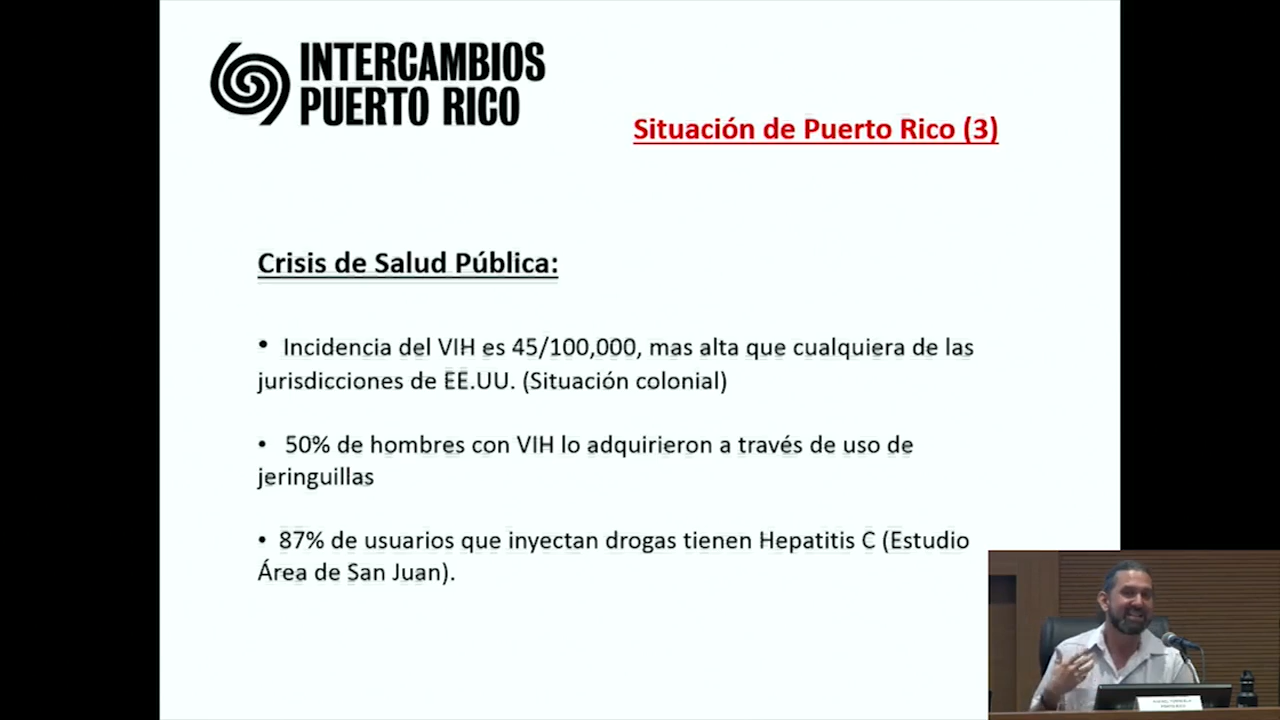 INTERCAMBIOS
PUERTO RICO
Situación de Puerto Rico (3)
Crisis de Salud Pública:
• Incidencia del VIH es 45/100,000, mas alta que cualquiera de las
jurisdicciones de EE.UU. (Situación colonial)
• 50% de hombres con VIH lo adquirieron a través de uso de
jeringuillas
• 87% de usuarios que inyectan drogas tienen Hepatitis C (Estudio
Área de San Juan).